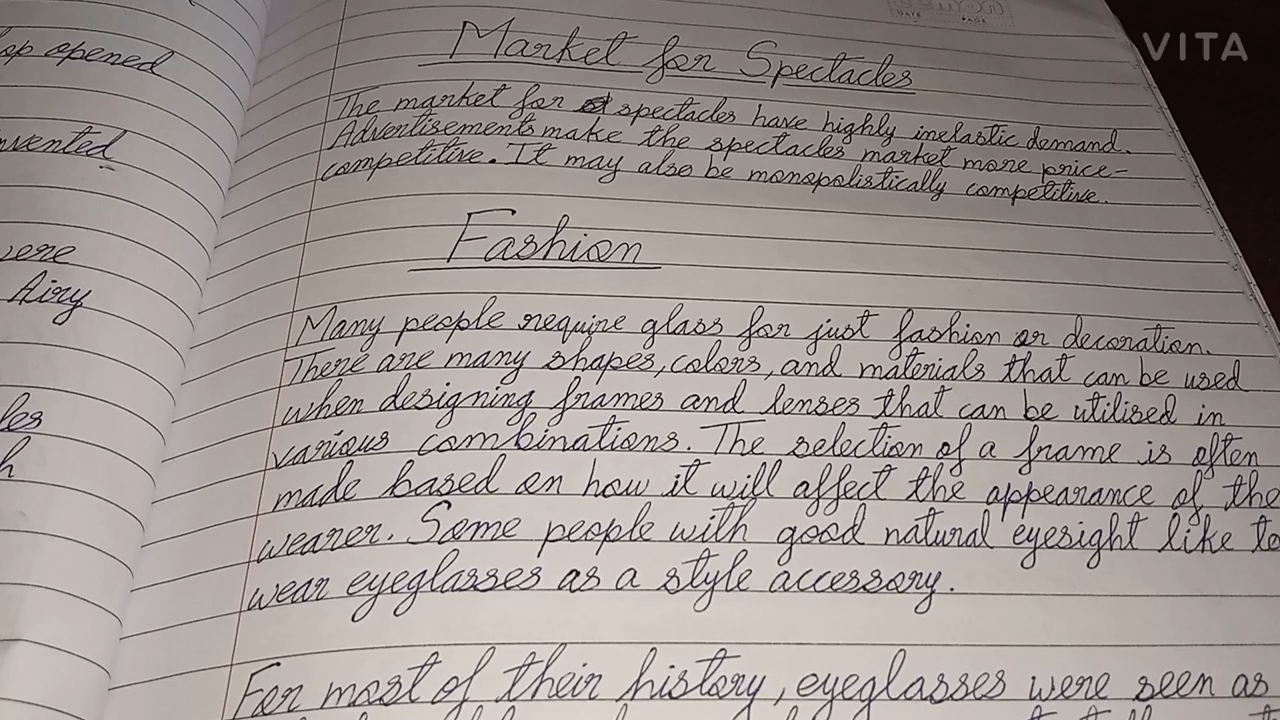 op opened
nvented
vere
Airy
les
h
DATE PAGE
VITA
Market for Spectacles
The market for spectacles have highly inelastic demand.
Advertisements make the spectacles market more price-
competitive. It may also be monopolistically competitive.
Fashion
Many people require glass for just fashion or decoration.
There are many shapes, colors, and materials that can be used
when designing frames and lenses that can be utilised in
various combinations. The selection of a frame is often
made based on how it will affect the appearance of the
wearer. Some people with good natural eyesight like to
wear eyeglasses as a style accessory.
For most of their history, eyeglasses were seen as